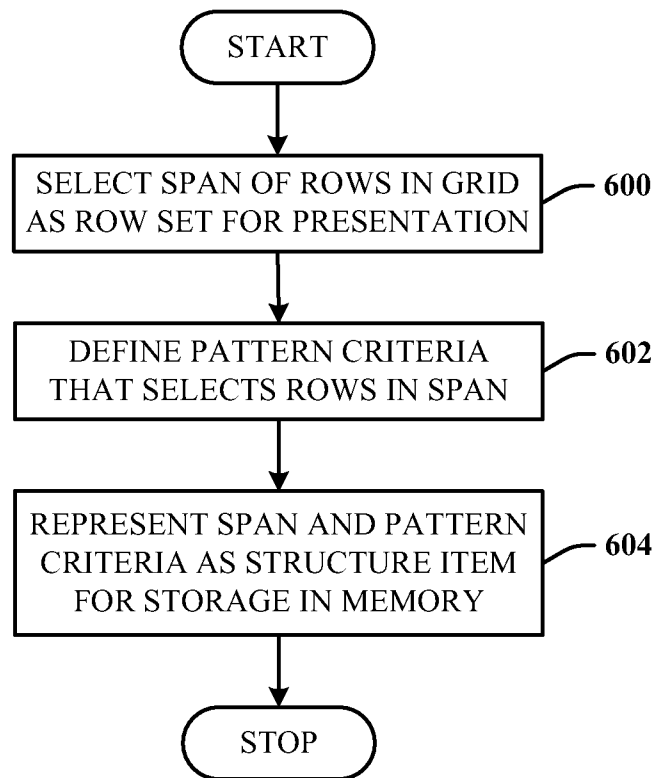 START
SELECT SPAN OF ROWS IN GRID
AS ROW SET FOR PRESENTATION
600
DEFINE PATTERN CRITERIA
THAT SELECTS ROWS IN SPAN
602
REPRESENT SPAN AND PATTERN
CRITERIA AS STRUCTURE ITEM
FOR STORAGE IN MEMORY
604
STOP